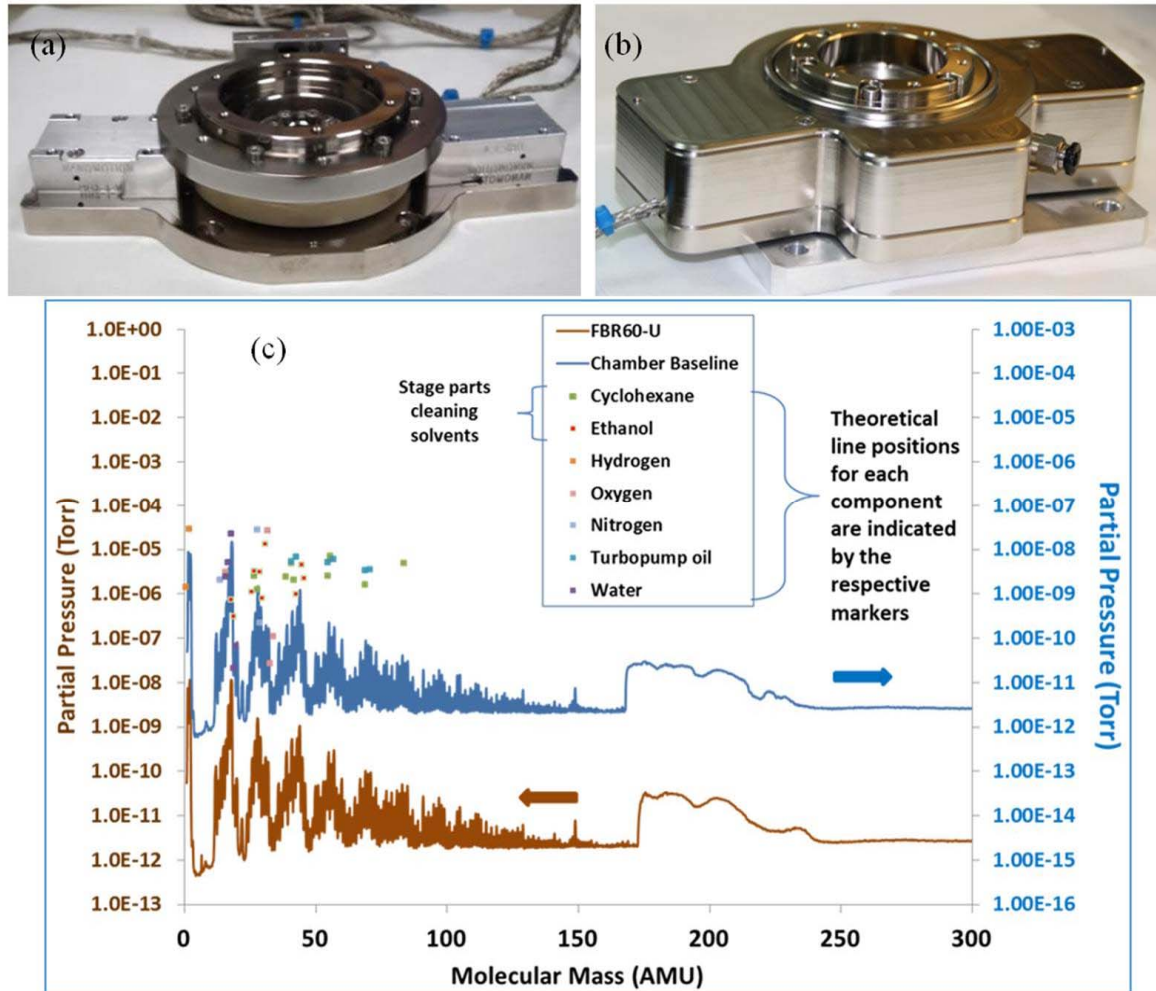 (a)
(b)
(c)
1.0E+00
1.0E-01
1.0E-02
1.0E-03
1.0E-04
1.0E-05
1.0E-06
1.0E-07
1.0E-08
1.0E-09
1.0E-10
1.0E-11
1.0E-12
1.0E-13
Partial Pressure (Torr)
Stage parts
cleaning
solvents
FBR60-U
Chamber Baseline
Cyclohexane
Ethanol
Hydrogen
Oxygen
Nitrogen
Turbopump oil
Water
Theoretical
line positions
for each
component
are indicated
by the
respective
markers
1.00E-03
1.00E-04
1.00E-05
1.00E-06
1.00E-07
1.00E-08
1.00E-09
1.00E-10
1.00E-11
1.00E-12
1.00E-13
1.00E-14
1.00E-15
1.00E-16
Partial Pressure (Torr)
0 50 100 150 200 250 300
Molecular Mass (AMU)